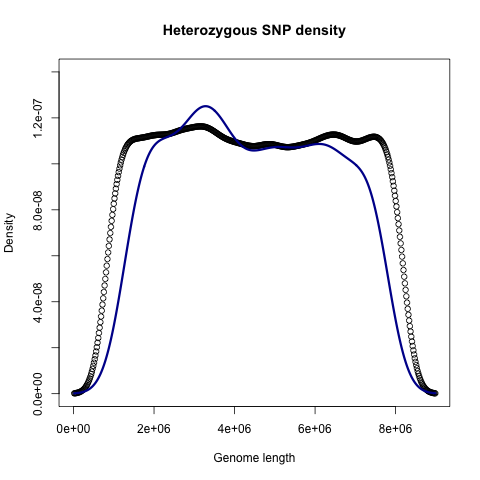 Heterozygous SNP density
Density
1.2e-07
8.0e-08
4.0e-08
0.0e+00
0e+00 2e+06 4e+06 6e+06 8e+06
Genome length